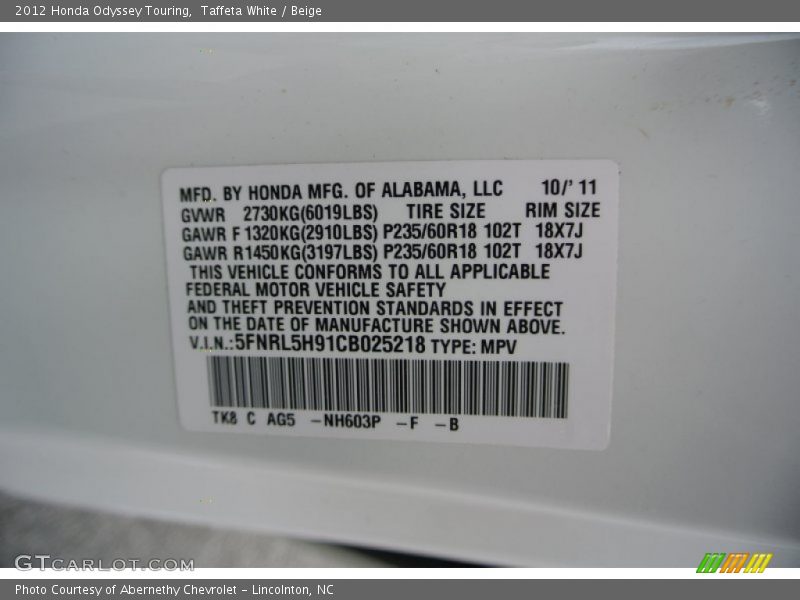 2012 Honda Odyssey Touring,  Taffeta White / Beige
MFD. BY HONDA MFG. OF ALABAMA, LLC 10/'11
GVWR 2730KG(6019LBS) TIRE SIZE RIM SIZE
GAWR F 1320KG(2910LBS) P235/60R18 102T 18X7J
GAWR R1450KG(3197LBS) P235/60R18 102T 18X7J
THIS VEHICLE CONFORMS TO ALL APPLICABLE
FEDERAL MOTOR VEHICLE SAFETY
AND THEFT PREVENTION STANDARDS IN EFFECT
ON THE DATE OF MANUFACTURE SHOWN ABOVE.
V.I.N.:5FNRL5H91CB025218 TYPE: MPV
TK8 C AG5 -NH603P -F -B
GTcarlot.com
Photo Courtesy of Abernethy Chevrolet – Lincolnton, NC